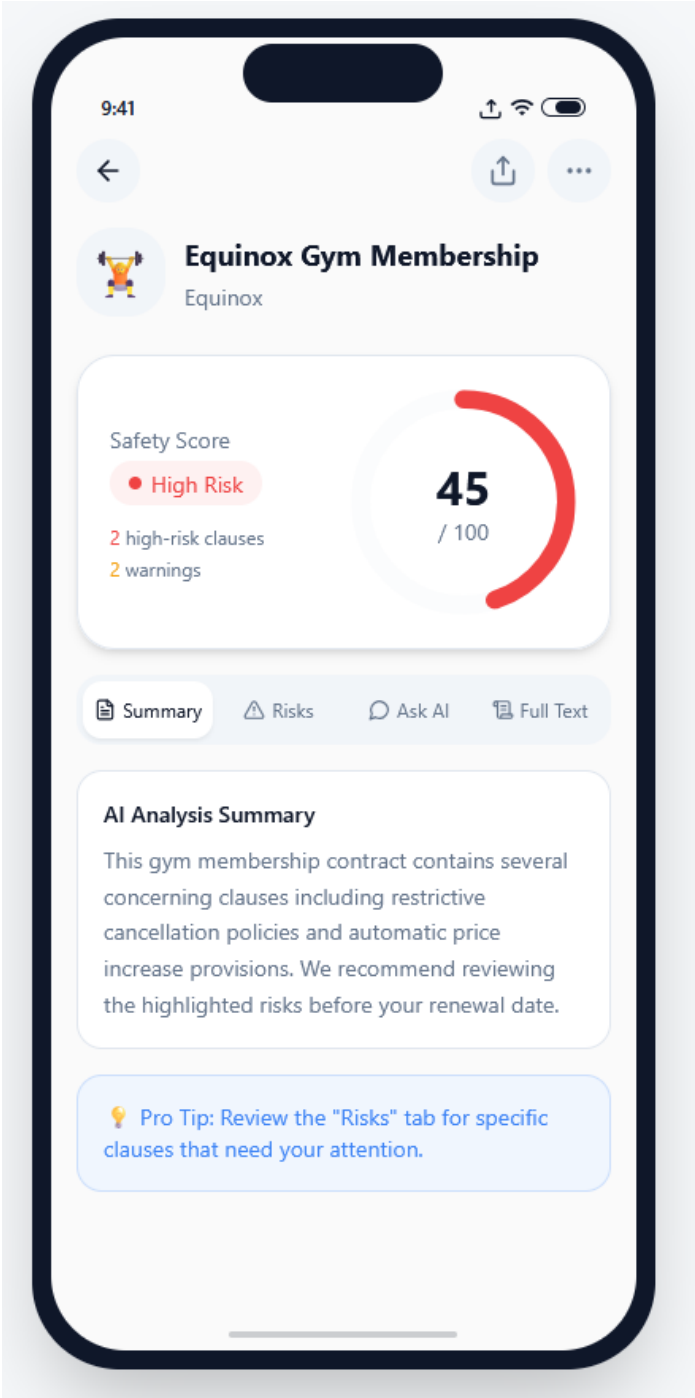 9:41
Equinox Gym Membership
Equinox
Safety Score
High Risk
2 high-risk clauses
2 warnings
45
/ 100
Summary
Risks
Ask AI
Full Text
AI Analysis Summary
This gym membership contract contains several
concerning clauses including restrictive
cancellation policies and automatic price
increase provisions. We recommend reviewing
the highlighted risks before your renewal date.
💡 Pro Tip: Review the "Risks" tab for specific
clauses that need your attention.